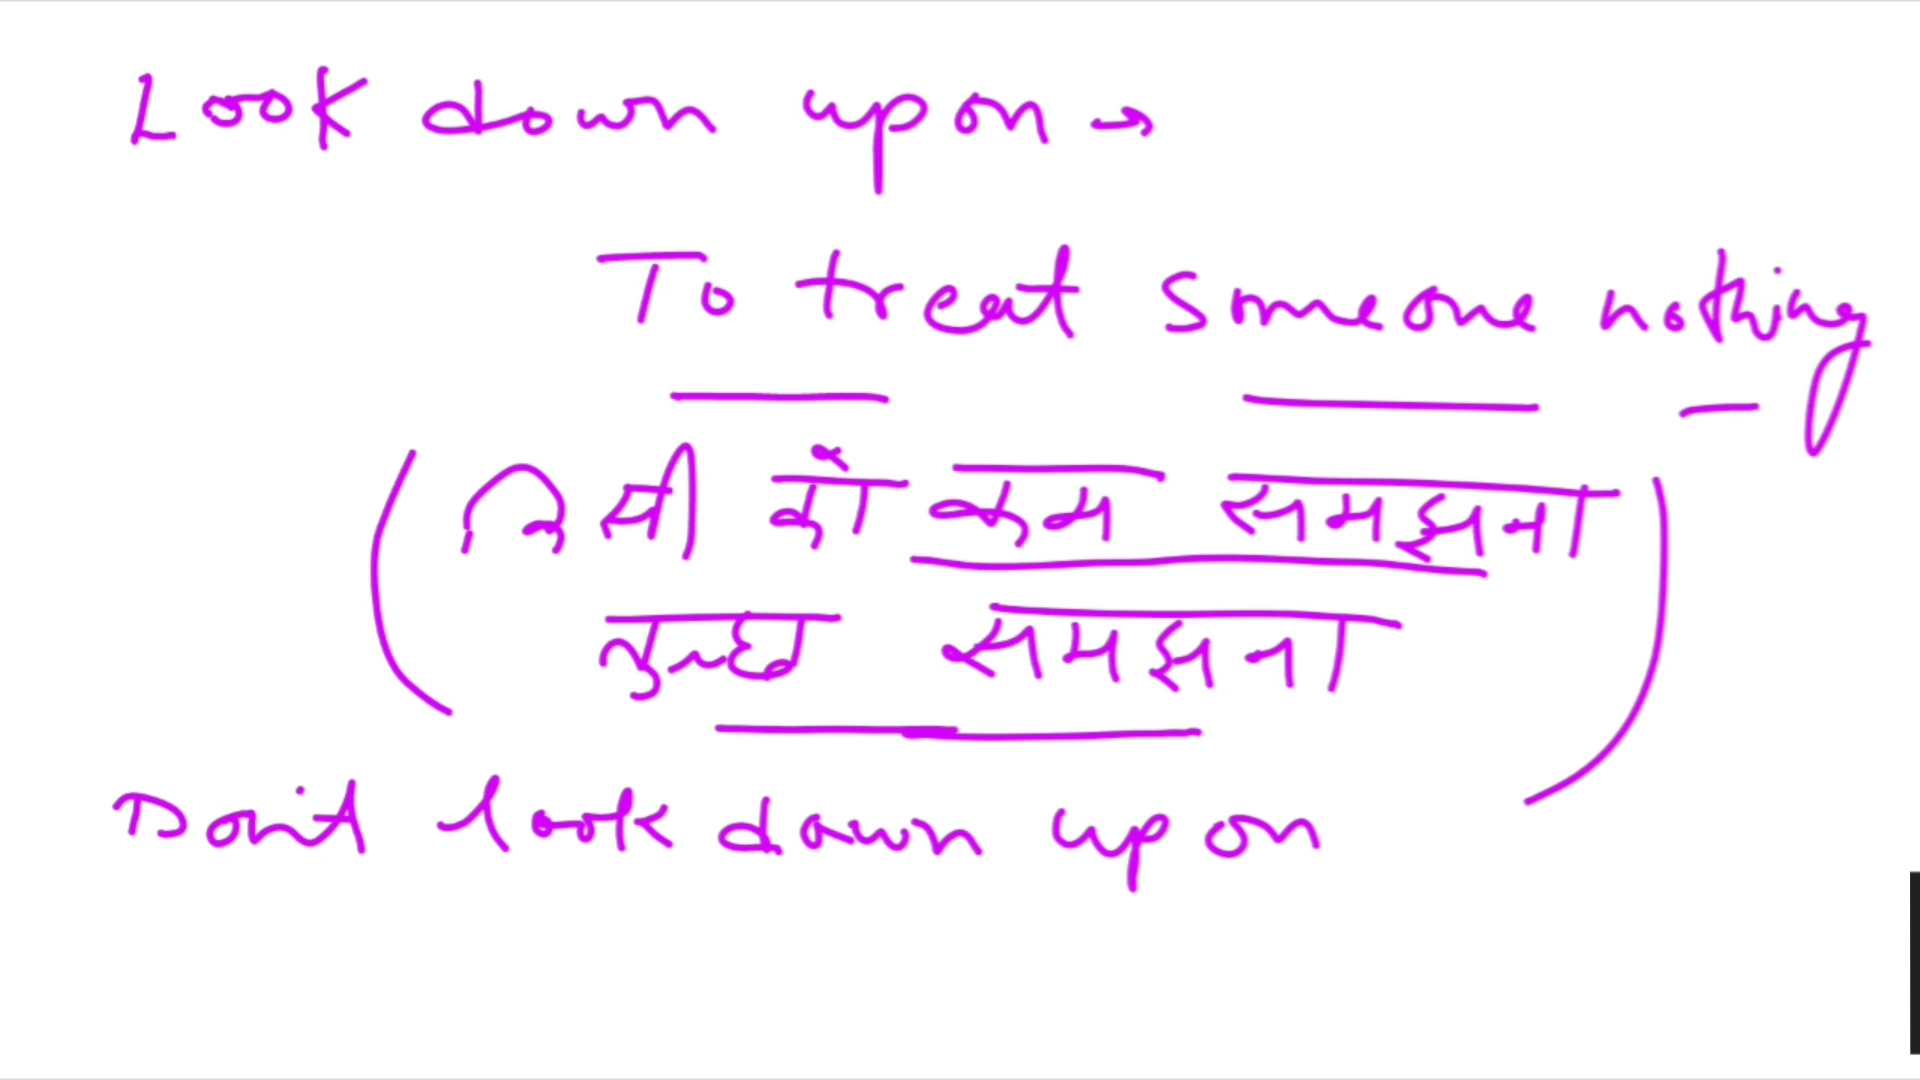 Look down upon →
To treat someone nothing
(किसी को कम समझना
तुच्छ समझना)
Don't look down upon